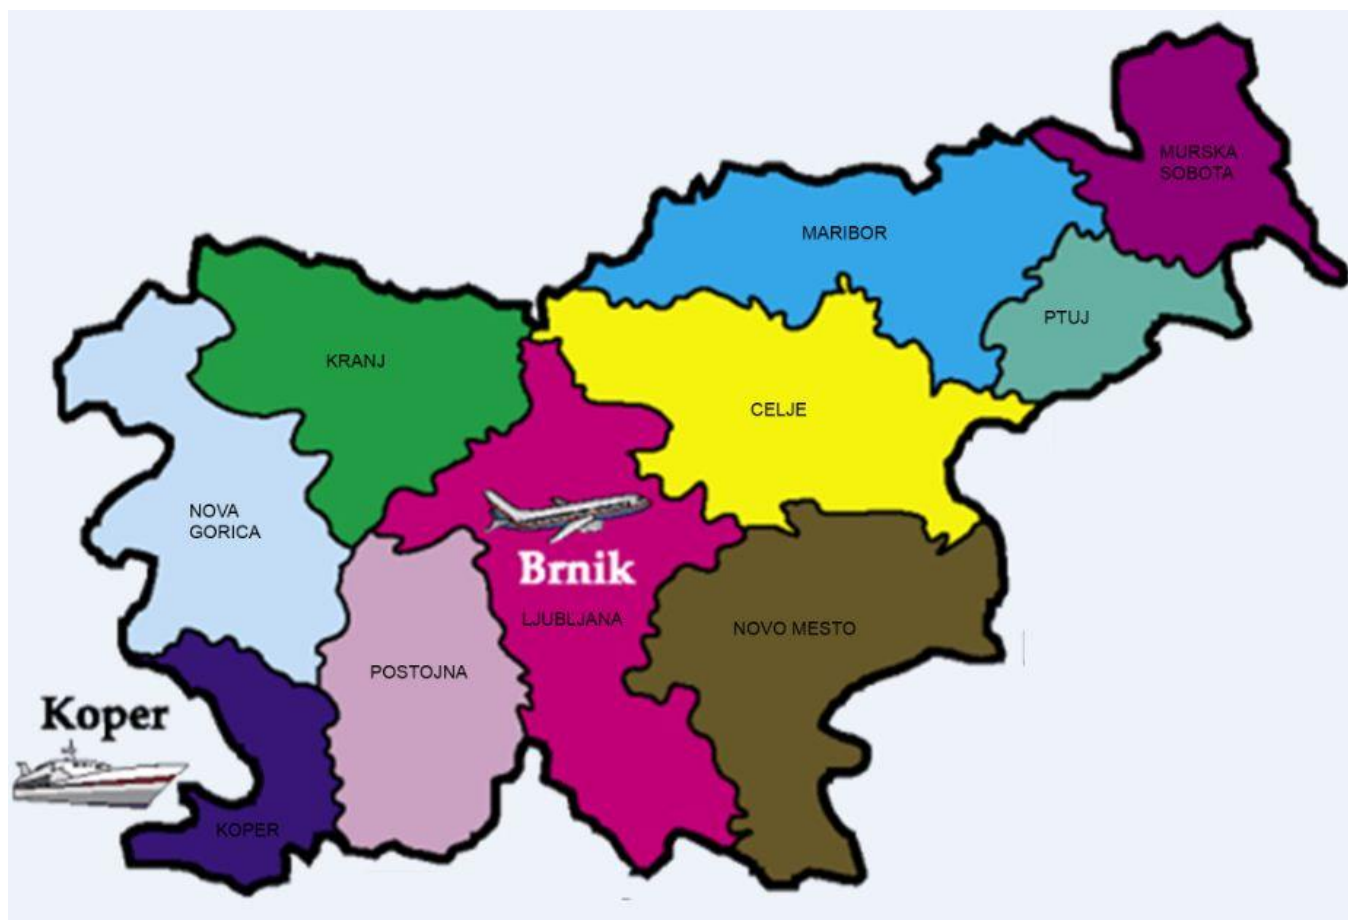 MURSKA
SOBOTA
MARIBOR
PTUJ
KRANJ
CELJE
NOVA
GORICA
Brnik
LJUBLJANA
NOVO MESTO
POSTOJNA
Koper
KOPER